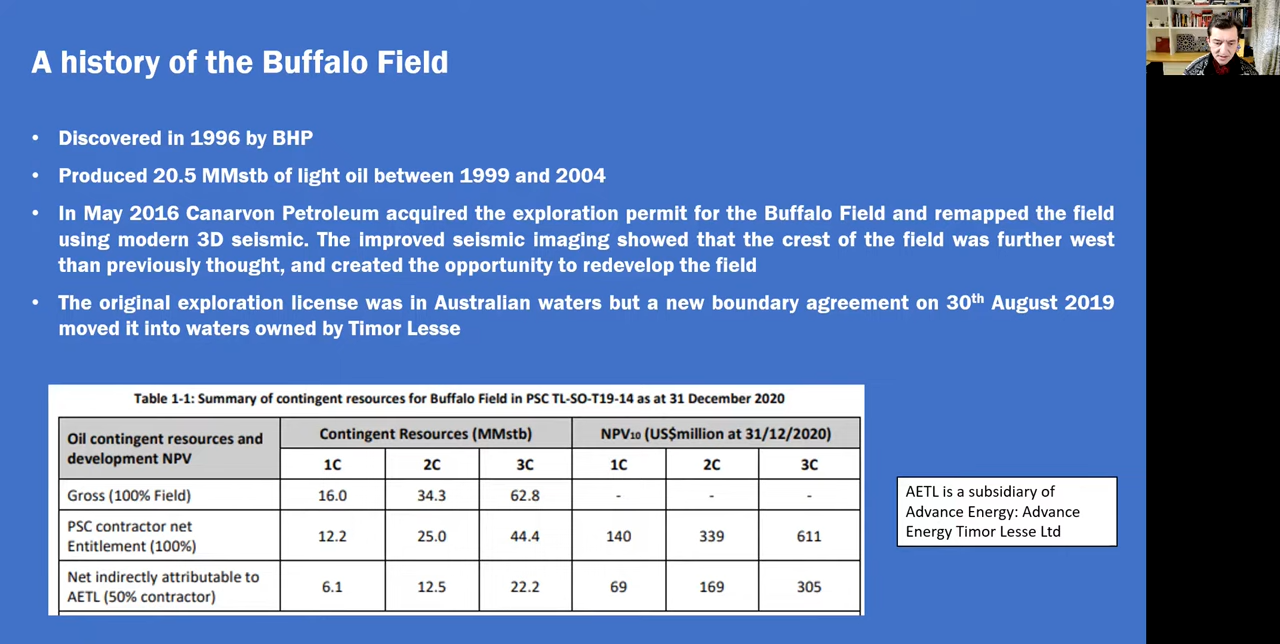 A history of the Buffalo Field
• Discovered in 1996 by BHP
• Produced 20.5 MMstb of light oil between 1999 and 2004
• In May 2016 Canarvon Petroleum acquired the exploration permit for the Buffalo Field and remapped the field
using modern 3D seismic. The improved seismic imaging showed that the crest of the field was further west
than previously thought, and created the opportunity to redevelop the field
• The original exploration license was in Australian waters but a new boundary agreement on 30th August 2019
moved it into waters owned by Timor Lesse
Table 1-1: Summary of contingent resources for Buffalo Field in PSC TL-SO-T19-14 as at 31 December 2020
Oil contingent resources and
development NPV
Contingent Resources (MMstb) NPV10 (US$million at 31/12/2020)
1C 2C 3C 1C 2C 3C
Gross (100% Field) 16.0 34.3 62.8 - - -
PSC contractor net
Entitlement (100%)
12.2 25.0 44.4 140 339 611
Net indirectly attributable to
AETL (50% contractor)
6.1 12.5 22.2 69 169 305
AETL is a subsidiary of
Advance Energy: Advance
Energy Timor Lesse Ltd